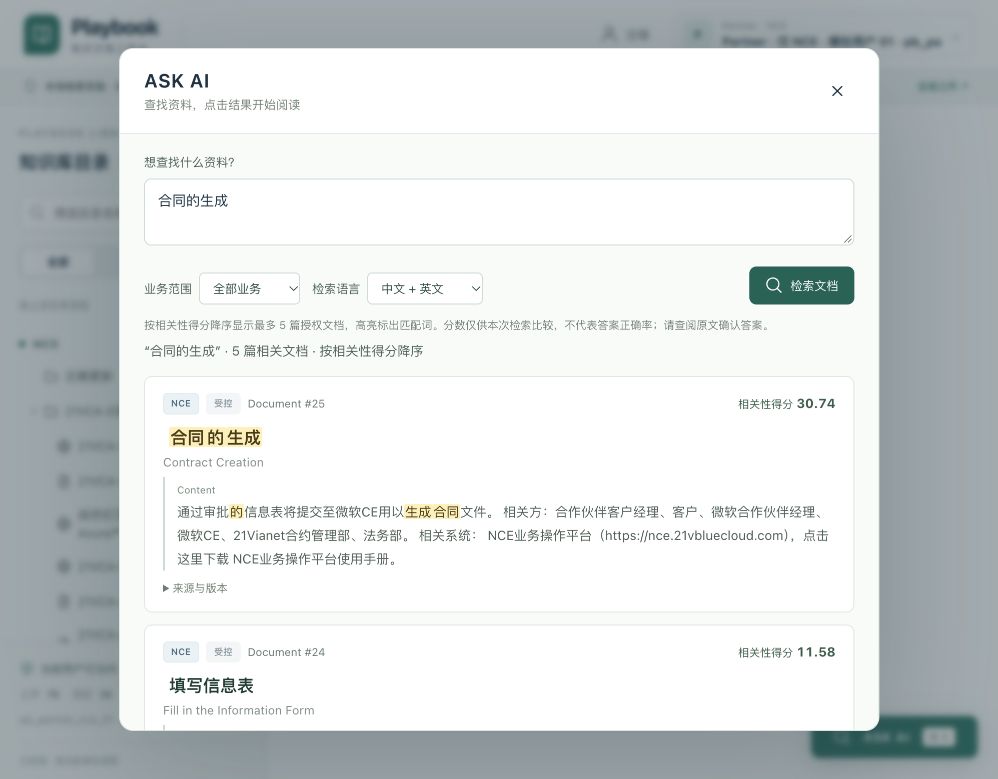 Playbook
ASK AI
查找资料，点击结果开始阅读
知识库目录
想查找什么资料?
合同的生成
业务范围 全部业务 检索语言 中文 + 英文 检索文档
按相关性得分降序显示最多 5 篇授权文档，高亮标出匹配词。分数仅供本次检索比较，不代表答案正确率；请查阅原文确认答案。
“合同的生成” · 5 篇相关文档 · 按相关性得分降序
NCE 受控 Document #25 相关性得分 30.74
合同的生成
Contract Creation
Content
通过审批的信息表将提交至微软CE用以生成合同文件。 相关方：合作伙伴客户经理、客户、微软合作伙伴经理、
微软CE、21Vianet合约管理部、法务部。 相关系统： NCE业务操作平台（https://nce.21vbluecloud.com），点击
这里下载 NCE业务操作平台使用手册。
来源与版本
NCE 受控 Document #24 相关性得分 11.58
填写信息表
Fill in the Information Form